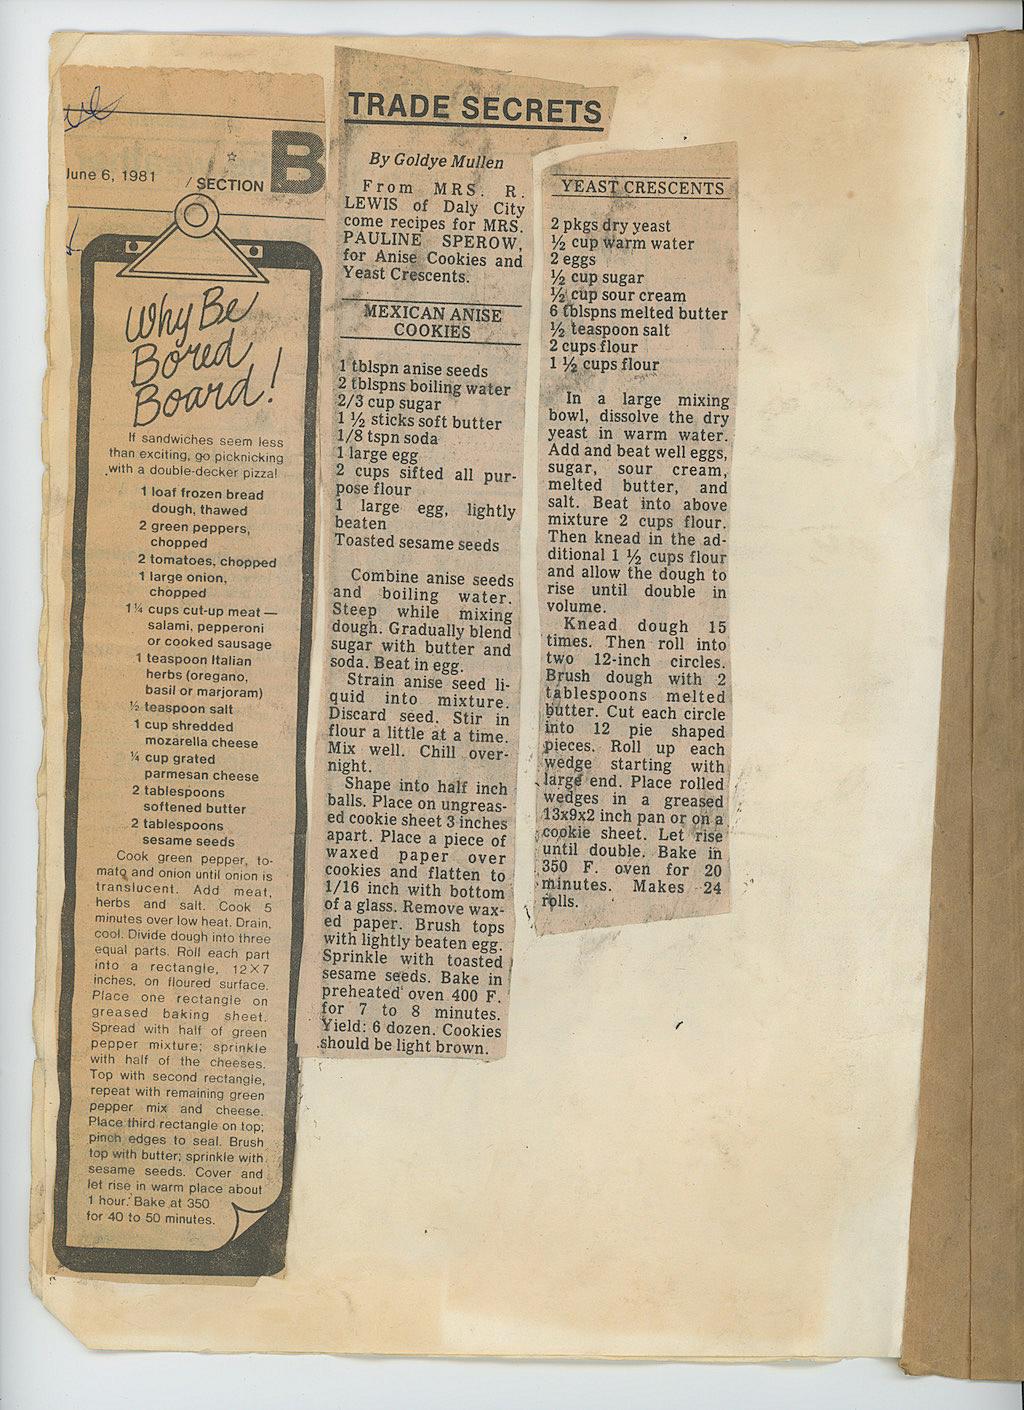 June 6, 1981
SECTION B
Why Be
Bored
Board!
If sandwiches seem less
than exciting, go picknicking
with a double-decker pizza!
1 loaf frozen bread
dough, thawed
2 green peppers,
chopped
2 tomatoes, chopped
1 large onion,
chopped
1¼ cups cut-up meat —
salami, pepperoni
or cooked sausage
1 teaspoon Italian
herbs (oregano,
basil or marjoram)
½ teaspoon salt
1 cup shredded
mozarella cheese
¼ cup grated
parmesan cheese
2 tablespoons
softened butter
2 tablespoons
sesame seeds
Cook green pepper, to-
mato and onion until onion is
translucent. Add meat,
herbs and salt. Cook 5
minutes over low heat. Drain,
cool. Divide dough into three
equal parts. Roll each part
into a rectangle, 12×7
inches, on floured surface.
Place one rectangle on
greased baking sheet.
Spread with half of green
pepper mixture; sprinkle
with half of the cheeses.
Top with second rectangle,
repeat with remaining green
pepper mix and cheese.
Place third rectangle on top;
pinch edges to seal. Brush
top with butter; sprinkle with
sesame seeds. Cover and
let rise in warm place about
1 hour. Bake at 350
for 40 to 50 minutes.
TRADE SECRETS
By Goldye Mullen
From MRS. R.
LEWIS of Daly City
come recipes for MRS.
PAULINE SPEROW,
for Anise Cookies and
Yeast Crescents.
MEXICAN ANISE
COOKIES
1 tblspn anise seeds
2 tblspns boiling water
2/3 cup sugar
1 ½ sticks soft butter
1/8 tspn soda
1 large egg
2 cups sifted all pur-
pose flour
1 large egg, lightly
beaten
Toasted sesame seeds
Combine anise seeds
and boiling water.
Steep while mixing
dough. Gradually blend
sugar with butter and
soda. Beat in egg.
Strain anise seed li-
quid into mixture.
Discard seed. Stir in
flour a little at a time.
Mix well. Chill over-
night.
Shape into half inch
balls. Place on ungreas-
ed cookie sheet 3 inches
apart. Place a piece of
waxed paper over
cookies and flatten to
1/16 inch with bottom
of a glass. Remove wax-
ed paper. Brush tops
with lightly beaten egg.
Sprinkle with toasted
sesame seeds. Bake in
preheated oven 400 F.
for 7 to 8 minutes.
Yield: 6 dozen. Cookies
should be light brown.
YEAST CRESCENTS
2 pkgs dry yeast
½ cup warm water
2 eggs
½ cup sugar
½ cup sour cream
6 tblspns melted butter
½ teaspoon salt
2 cups flour
1 ½ cups flour
In a large mixing
bowl, dissolve the dry
yeast in warm water.
Add and beat well eggs,
sugar, sour cream,
melted butter, and
salt. Beat into above
mixture 2 cups flour.
Then knead in the ad-
ditional 1 ½ cups flour
and allow the dough to
rise until double in
volume.
Knead dough 15
times. Then roll into
two 12-inch circles.
Brush dough with 2
tablespoons melted
butter. Cut each circle
into 12 pie shaped
pieces. Roll up each
wedge starting with
large end. Place rolled
wedges in a greased
13x9x2 inch pan or on a
cookie sheet. Let rise
until double. Bake in
350 F. oven for 20
minutes. Makes 24
rolls.